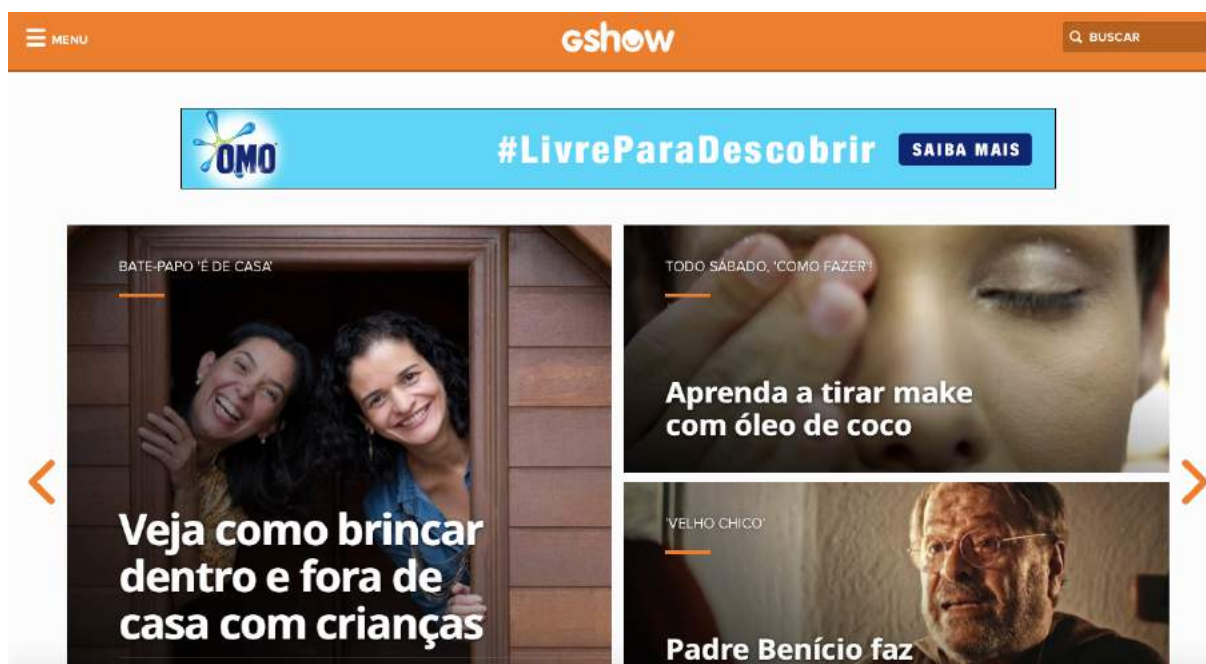 MENU
GShow
BUSCAR
OMO
#LivreParaDescobrir
SAIBA MAIS
BATE-PAPO 'É DE CASA'
Veja como brincar
dentro e fora de
casa com crianças
TODO SÁBADO, 'COMO FAZER'!
Aprenda a tirar make
com óleo de coco
'VELHO CHICO'
Padre Benício faz